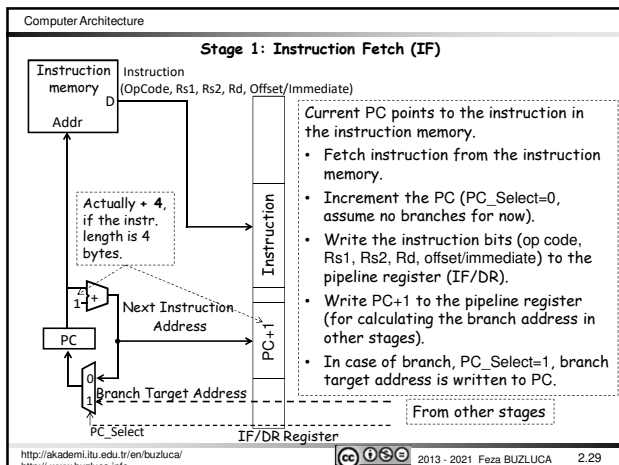 Computer Architecture
Stage 1: Instruction Fetch (IF)
Instruction
memory
D
Addr
Instruction
(OpCode, Rs1, Rs2, Rd, Offset/Immediate)
Actually + 4,
if the instr.
length is 4
bytes.
1
+
Next Instruction
Address
PC
0
1
Branch Target Address
PC_Select
Instruction
PC+1
IF/DR Register
Current PC points to the instruction in
the instruction memory.
• Fetch instruction from the instruction
memory.
• Increment the PC (PC_Select=0,
assume no branches for now).
• Write the instruction bits (op code,
Rs1, Rs2, Rd, offset/immediate) to the
pipeline register (IF/DR).
• Write PC+1 to the pipeline register
(for calculating the branch address in
other stages).
• In case of branch, PC_Select=1, branch
target address is written to PC.
From other stages
http://akademi.itu.edu.tr/en/buzluca/
http://www.buzluca.info
cc
2013 - 2021 Feza BUZLUCA
2.29